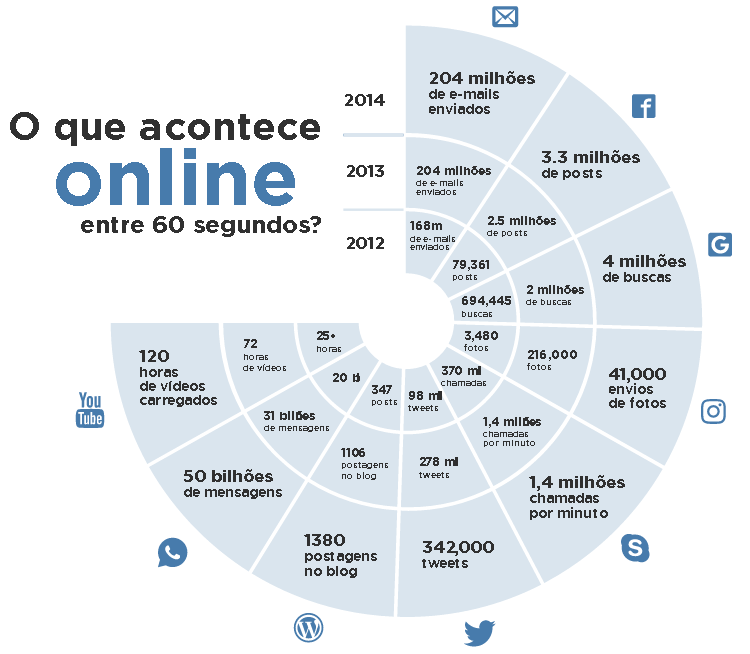 O que acontece
online
entre 60 segundos?
2014
2013
2012
204 milhões
de e-mails
enviados
204 milhões
de e-mails
enviados
168m
de e-mails
enviados
3.3 milhões
de posts
2.5 milhões
de posts
79,361
posts
4 milhões
de buscas
2 milhões
de buscas
694,445
buscas
41,000
envios
de fotos
216,000
fotos
3,480
fotos
1,4 milhões
chamadas
por minuto
1,4 milhões
chamadas
por minuto
370 ml
chamadas
342,000
tweets
278 ml
tweets
98 ml
tweets
1380
postagens
no blog
1106
postagens
no blog
347
posts
50 bilhões
de mensagens
31 bilhões
de mensagens
20
120
horas
de vídeos
carregados
72
horas
de vídeos
25+
horas
You
Tube